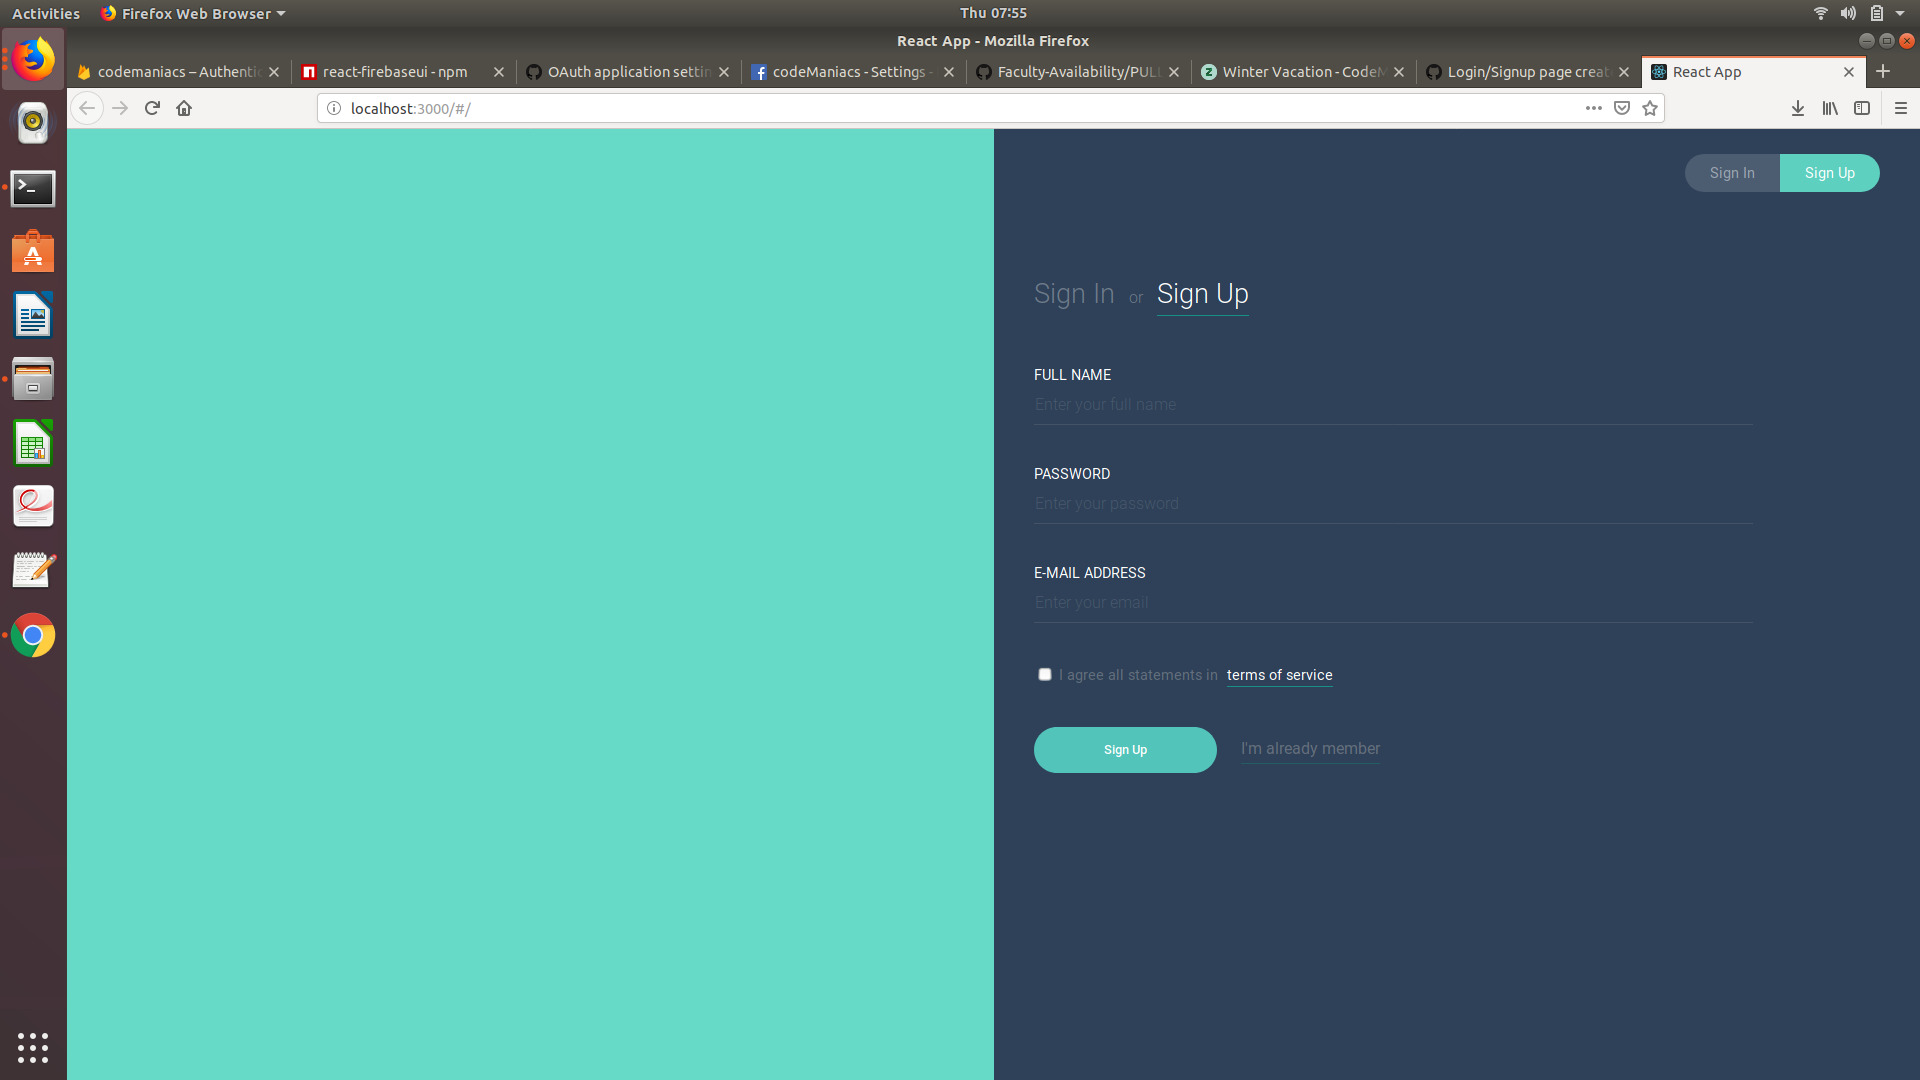 Activities
Firefox Web Browser
Thu 07:55
React App - Mozilla Firefox
codemaniacs – Authentic
react-firebaseui - npm
OAuth application settin
codeManiacs - Settings -
Faculty-Availability/PULL
Winter Vacation - CodeM
Login/Signup page creat
React App
localhost:3000/#/
Sign In
Sign Up
Sign In or Sign Up
FULL NAME
Enter your full name
PASSWORD
Enter your password
E-MAIL ADDRESS
Enter your email
I agree all statements in terms of service
Sign Up
I'm already member